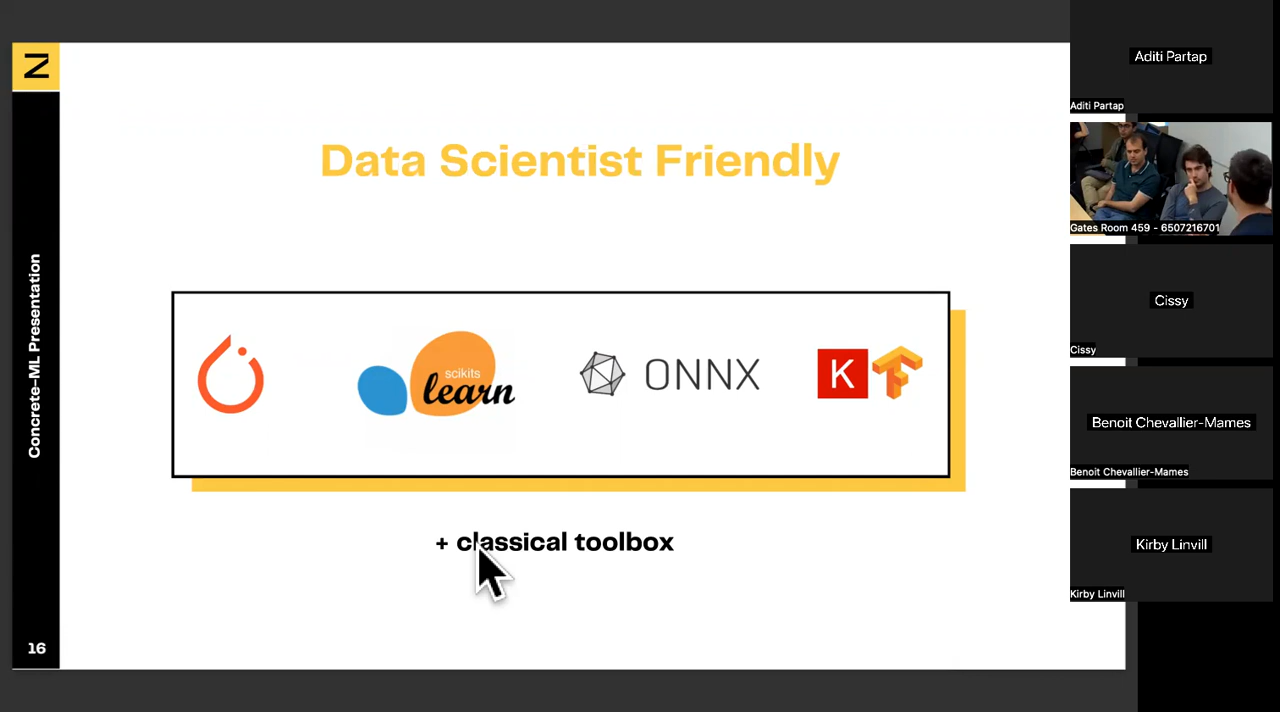 Z
Concrete-ML Presentation
16
Data Scientist Friendly
scikits
learn
ONNX
K
+ classical toolbox
Aditi Partap
Aditi Partap
Gates Room 459 - 6507216701
Cissy
Cissy
Benoit Chevallier-Mames
Benoit Chevallier-Mames
Kirby Linvill
Kirby Linvill